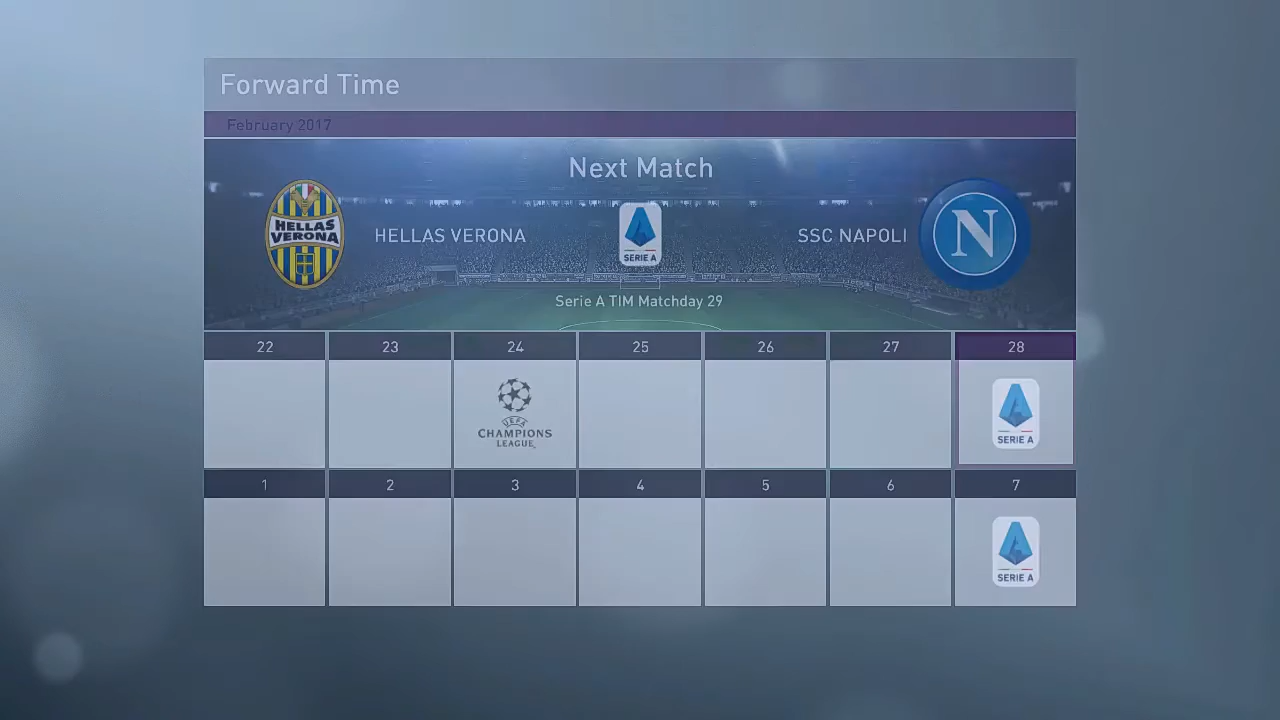 Forward Time
February 2017
Next Match
HELLAS VERONA
HELLAS VERONA
SERIE A
SSC NAPOLI
N
Serie A TIM Matchday 29
22 23 24 25 26 27 28
UEFA
CHAMPIONS
LEAGUE
SERIE A
1 2 3 4 5 6 7
SERIE A